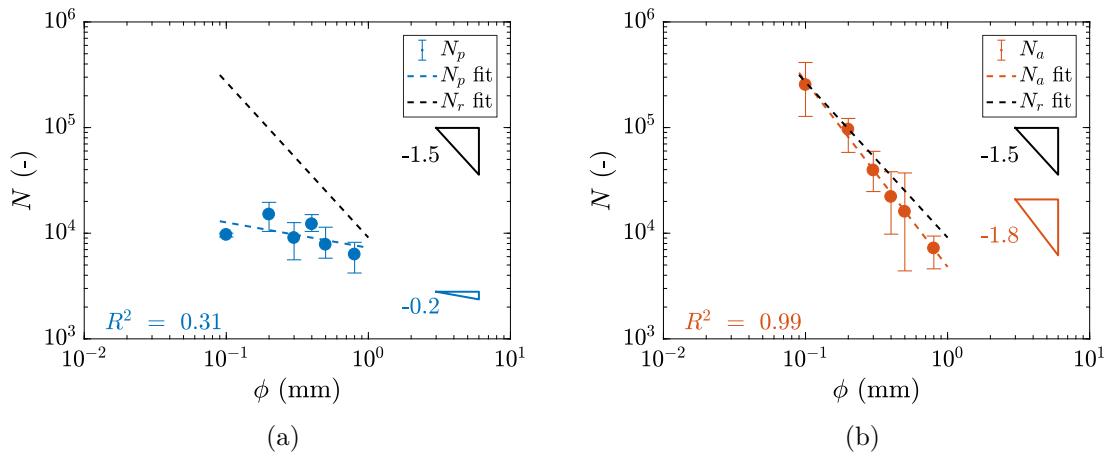 10^6
10^5
10^4
10^3
N (-)
N_p
N_p fit
N_r fit
-1.5
-0.2
R^2 = 0.31
10^-2
10^-1
10^0
10^1
ϕ (mm)
(a)
10^6
10^5
10^4
10^3
N (-)
N_a
N_a fit
N_r fit
-1.5
-1.8
R^2 = 0.99
10^-2
10^-1
10^0
10^1
ϕ (mm)
(b)